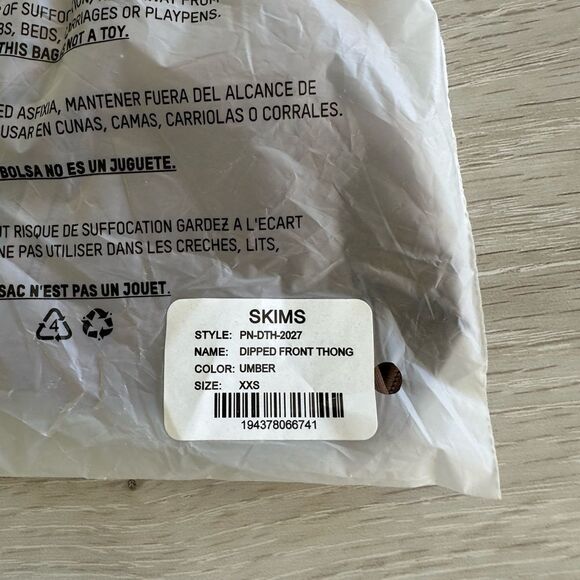 OF SUFFOCATION, AWAY FROM
BS, BEDS, CARRIAGES OR PLAYPENS.
THIS BAG IS NOT A TOY.
ED ASFIXIA, MANTENER FUERA DEL ALCANCE DE
USAR EN CUNAS, CAMAS, CARRIOLAS O CORRALES.
BOLSA NO ES UN JUGUETE.
UT RISQUE DE SUFFOCATION GARDEZ A L'ECART
NE PAS UTILISER DANS LES CRECHES, LITS,
SAC N'EST PAS UN JOUET.
4
SKIMS
STYLE: PN-DTH-2027
NAME: DIPPED FRONT THONG
COLOR: UMBER
SIZE: XXS
194378066741